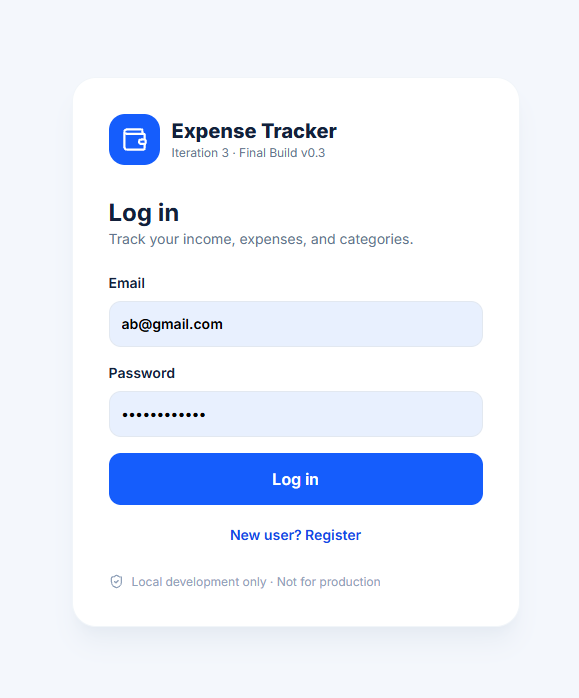 Expense Tracker
Iteration 3 · Final Build v0.3
Log in
Track your income, expenses, and categories.
Email
ab@gmail.com
Password
••••••••••••
Log in
New user? Register
Local development only · Not for production